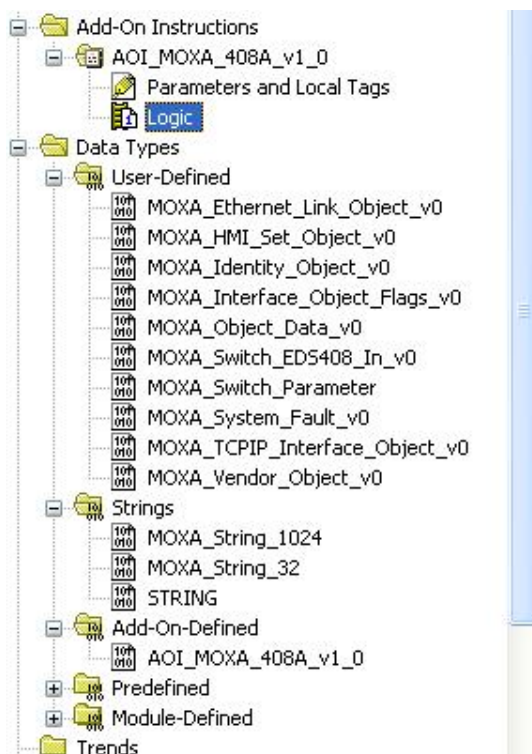 Add-On Instructions
AOI_MOXA_408A_v1_0
Parameters and Local Tags
Logic
Data Types
User-Defined
MOXA_Ethernet_Link_Object_v0
MOXA_HMI_Set_Object_v0
MOXA_Identity_Object_v0
MOXA_Interface_Object_Flags_v0
MOXA_Object_Data_v0
MOXA_Switch_EDS408_In_v0
MOXA_Switch_Parameter
MOXA_System_Fault_v0
MOXA_TCPIP_Interface_Object_v0
MOXA_Vendor_Object_v0
Strings
MOXA_String_1024
MOXA_String_32
STRING
Add-On-Defined
AOI_MOXA_408A_v1_0
Predefined
Module-Defined
Trends